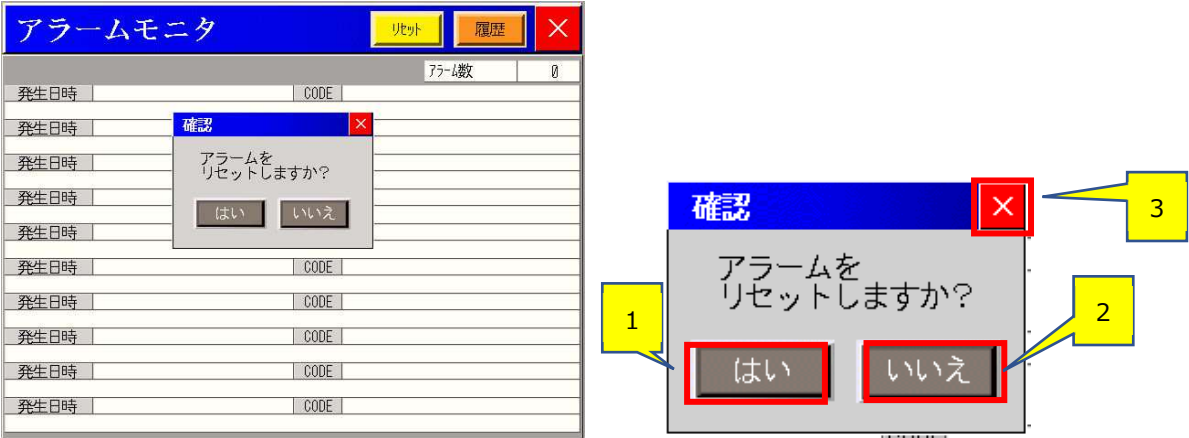 アラームモニタ
リセット
履歴
×
アラーム数 0
発生日時 CODE
発生日時
発生日時
発生日時
発生日時
発生日時 CODE
発生日時 CODE
発生日時 CODE
発生日時 CODE
発生日時 CODE
確認 ×
アラームを
リセットしますか?
はい いいえ
確認 ×
アラームを
リセットしますか?
はい いいえ
1
2
3